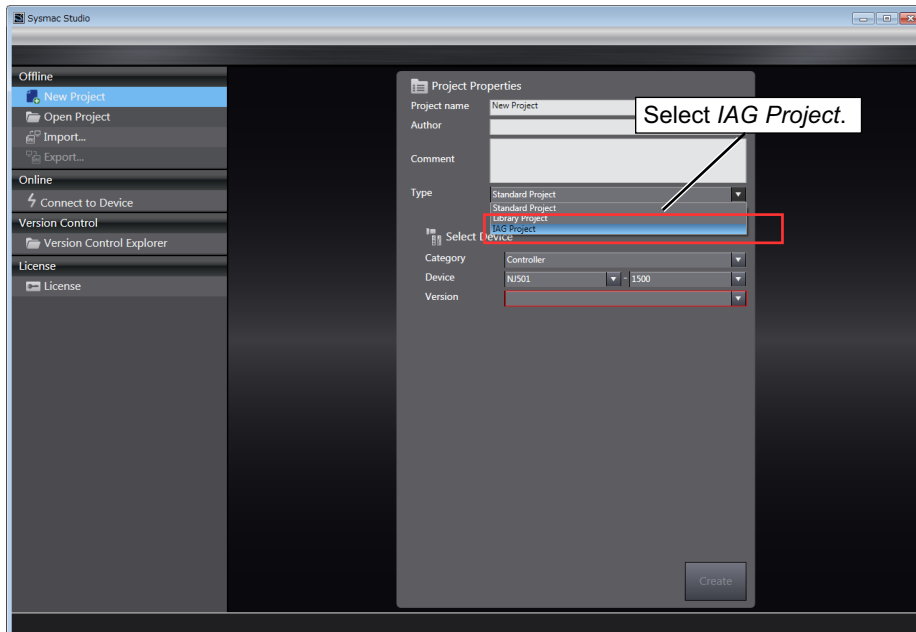 Sysmac Studio
Offline
New Project
Open Project
Import...
Export...
Online
Connect to Device
Version Control
Version Control Explorer
License
License
Project Properties
Project name New Project
Author
Comment
Type Standard Project
Standard Project
Library Project
IAG Project
Select IAG Project.
Select Device
Category Controller
Device NJ501 - 1500
Version
Create